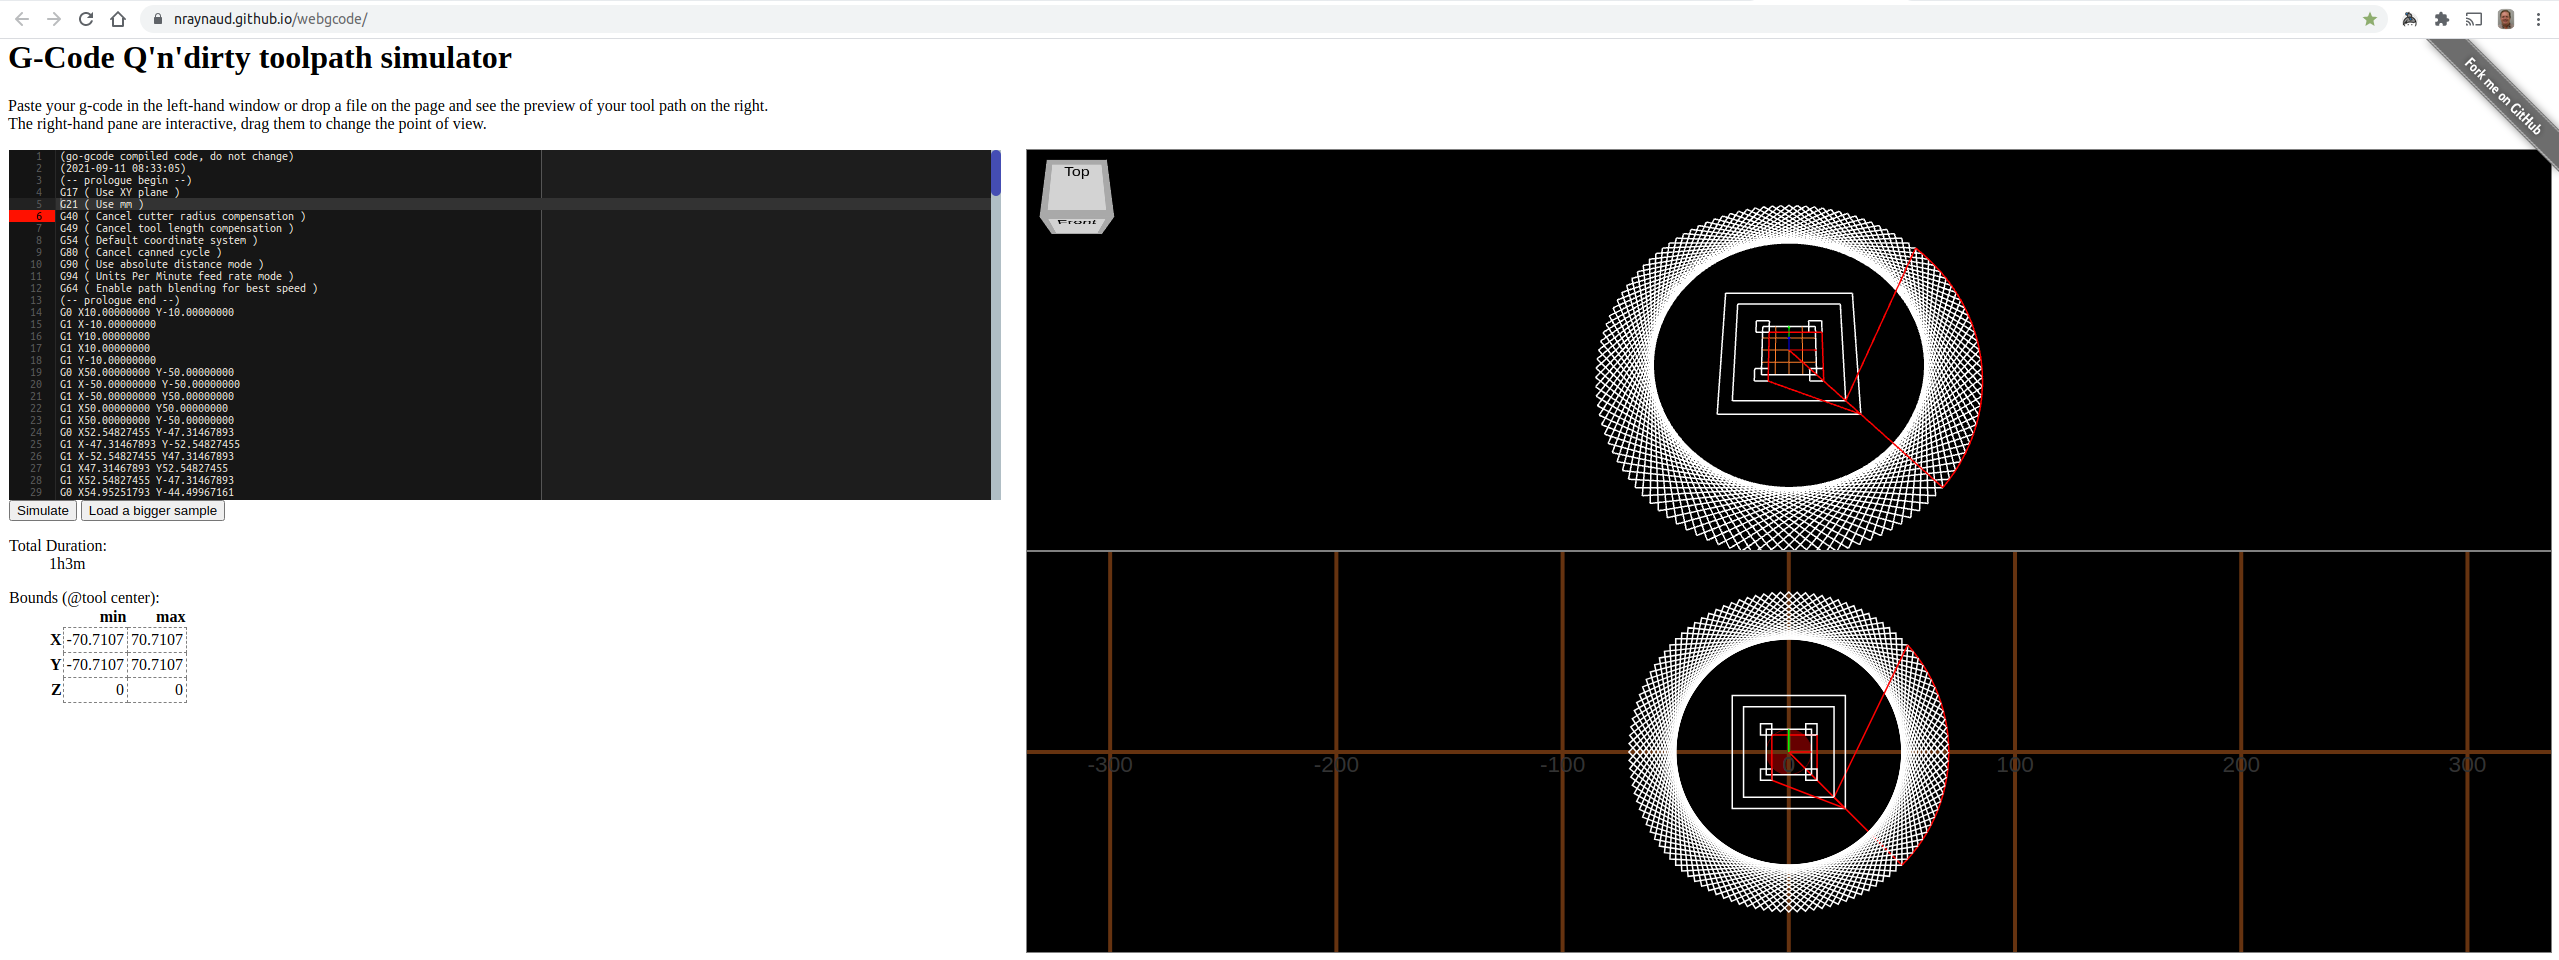 nraynaud.github.io/webgcode/
G-Code Q'n'dirty toolpath simulator
Fork me on GitHub
Paste your g-code in the left-hand window or drop a file on the page and see the preview of your tool path on the right.
The right-hand pane are interactive, drag them to change the point of view.
1 (go-gcode compiled code, do not change)
2 (2021-09-11 08:33:05)
3 (-- prologue begin --)
4 G17 ( Use XY plane )
5 G21 ( Use mm )
6 G40 ( Cancel cutter radius compensation )
7 G49 ( Cancel tool length compensation )
8 G54 ( Default coordinate system )
9 G80 ( Cancel canned cycle )
10 G90 ( Use absolute distance mode )
11 G94 ( Units Per Minute feed rate mode )
12 G64 ( Enable path blending for best speed )
13 (-- prologue end --)
14 G0 X10.00000000 Y-10.00000000
15 G1 X-10.00000000
16 G1 Y10.00000000
17 G1 X10.00000000
18 G1 Y-10.00000000
19 G0 X50.00000000 Y-50.00000000
20 G1 X-50.00000000 Y-50.00000000
21 G1 X-50.00000000 Y50.00000000
22 G1 X50.00000000 Y50.00000000
23 G1 X50.00000000 Y-50.00000000
24 G0 X52.54827455 Y-47.31467893
25 G1 X-47.31467893 Y-52.54827455
26 G1 X-52.54827455 Y47.31467893
27 G1 X47.31467893 Y52.54827455
28 G1 X52.54827455 Y-47.31467893
29 G0 X54.95251793 Y-44.49967161
Simulate Load a bigger sample
Total Duration:
1h3m
Bounds (@tool center):
min max
X -70.7107 70.7107
Y -70.7107 70.7107
Z 0 0
Top
Front
-300 -200 -100 0 100 200 300